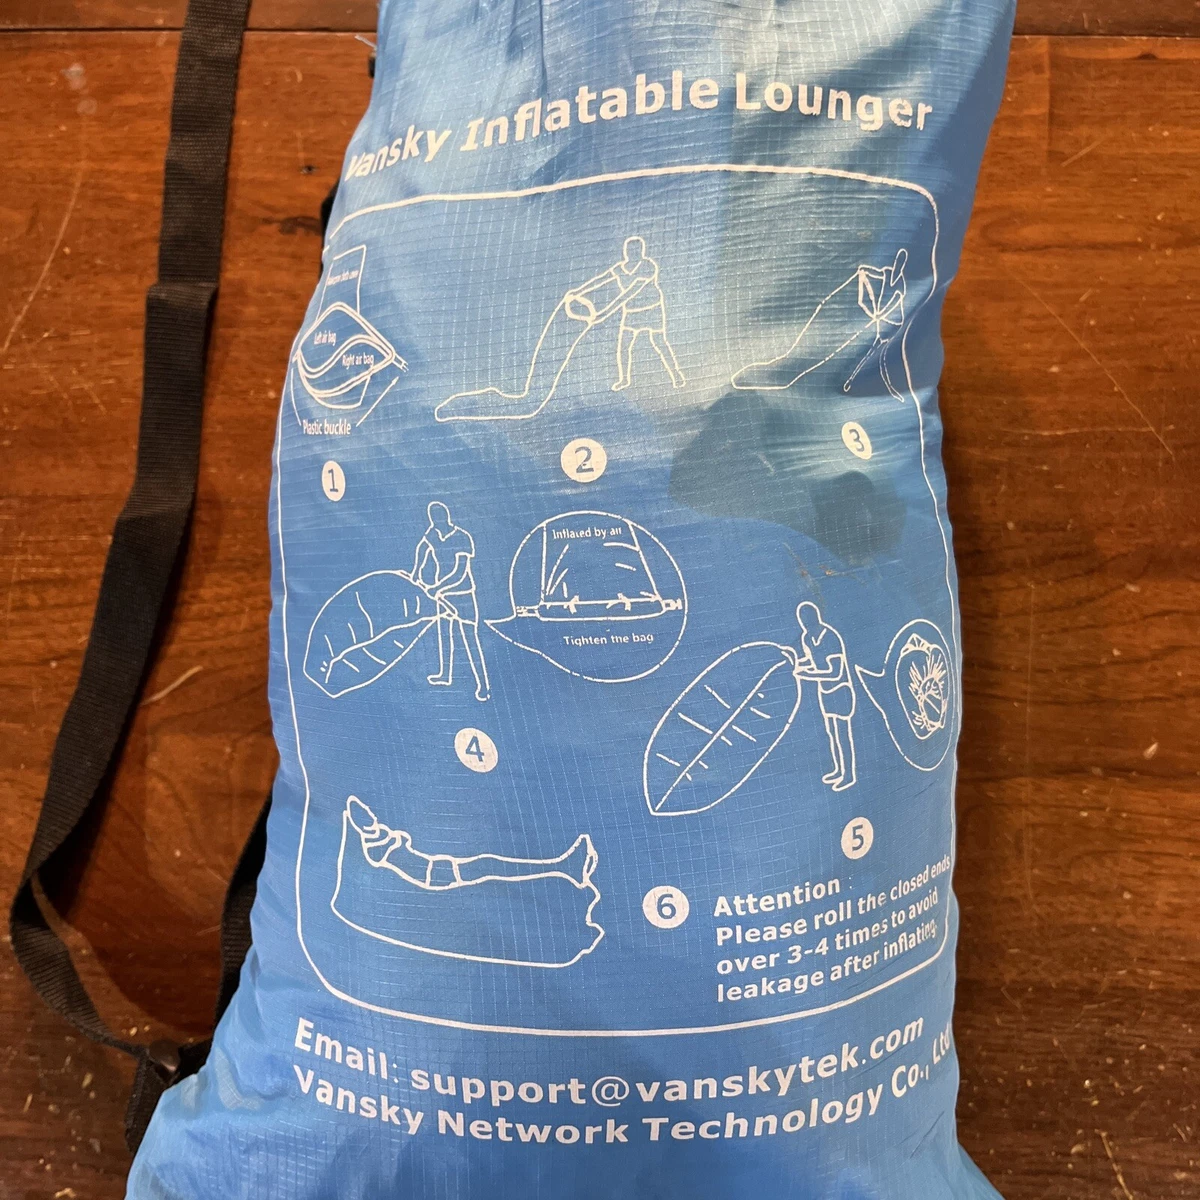 Vansky Inflatable Lounger
Left air bag
Right air bag
Plastic buckle
1
2
3
Inflated by air
Tighten the bag
4
5
6
Attention :
Please roll the closed ends
over 3-4 times to avoid
leakage after inflating.
Email: support@vanskytek.com
Vansky Network Technology Co., Ltd